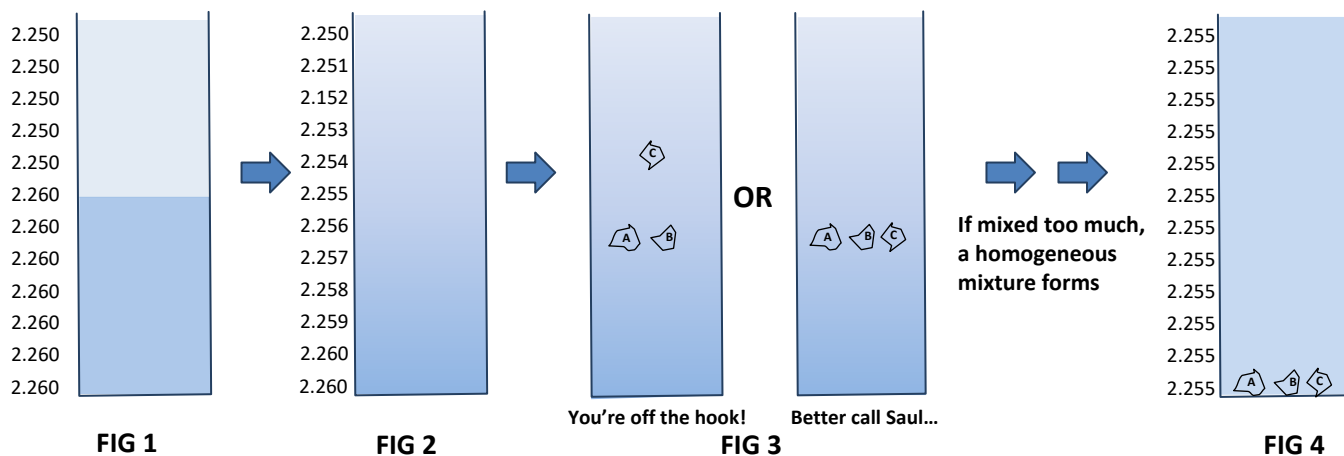 2.250
2.250
2.250
2.250
2.250
2.260
2.260
2.260
2.260
2.260
2.260
2.260
FIG 1
2.250
2.251
2.152
2.253
2.254
2.255
2.256
2.257
2.258
2.259
2.260
2.260
FIG 2
C
A B
You're off the hook!
OR
A B C
Better call Saul…
FIG 3
If mixed too much,
a homogeneous
mixture forms
2.255
2.255
2.255
2.255
2.255
2.255
2.255
2.255
2.255
2.255
2.255
2.255
A B C
FIG 4